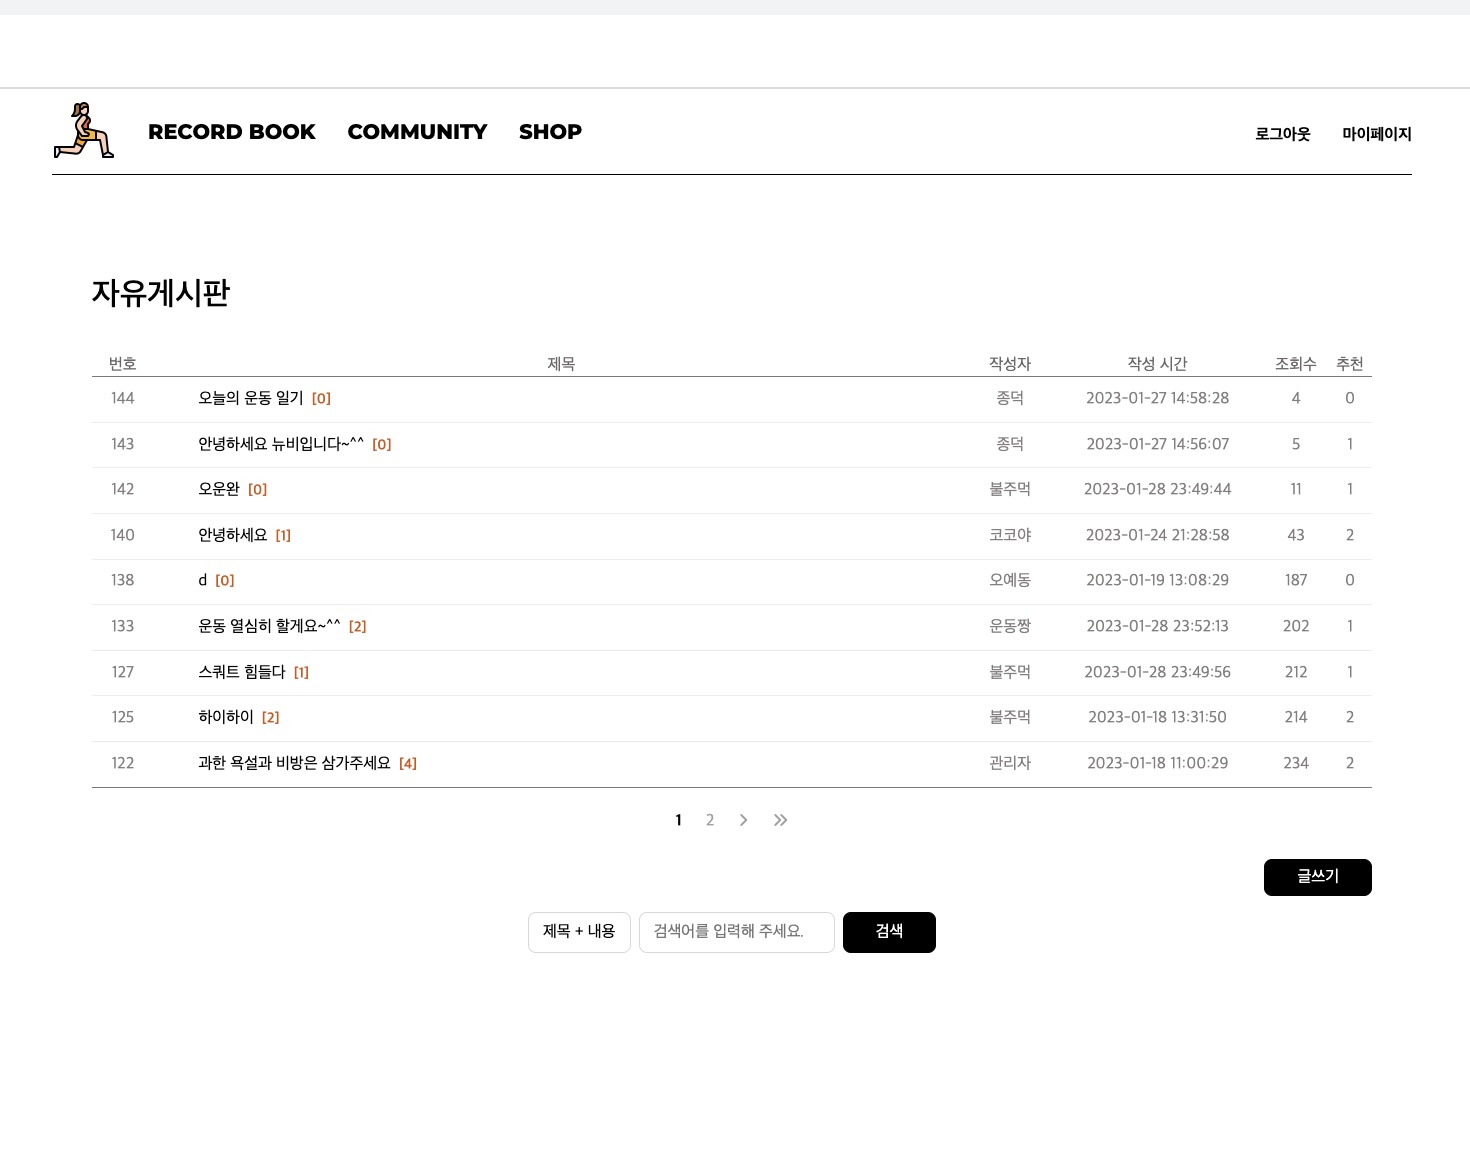 RECORD BOOK COMMUNITY SHOP 로그아웃 마이페이지
자유게시판
번호 제목 작성자 작성 시간 조회수 추천
144 오늘의 운동 일기 [0] 종덕 2023-01-27 14:58:28 4 0
143 안녕하세요 뉴비입니다~^^ [0] 종덕 2023-01-27 14:56:07 5 1
142 오운완 [0] 불주먹 2023-01-28 23:49:44 11 1
140 안녕하세요 [1] 코코야 2023-01-24 21:28:58 43 2
138 d [0] 오예동 2023-01-19 13:08:29 187 0
133 운동 열심히 할게요~^^ [2] 운동짱 2023-01-28 23:52:13 202 1
127 스쿼트 힘들다 [1] 불주먹 2023-01-28 23:49:56 212 1
125 하이하이 [2] 불주먹 2023-01-18 13:31:50 214 2
122 과한 욕설과 비방은 삼가주세요 [4] 관리자 2023-01-18 11:00:29 234 2
1 2 > >>
글쓰기
제목 + 내용 검색어를 입력해 주세요. 검색